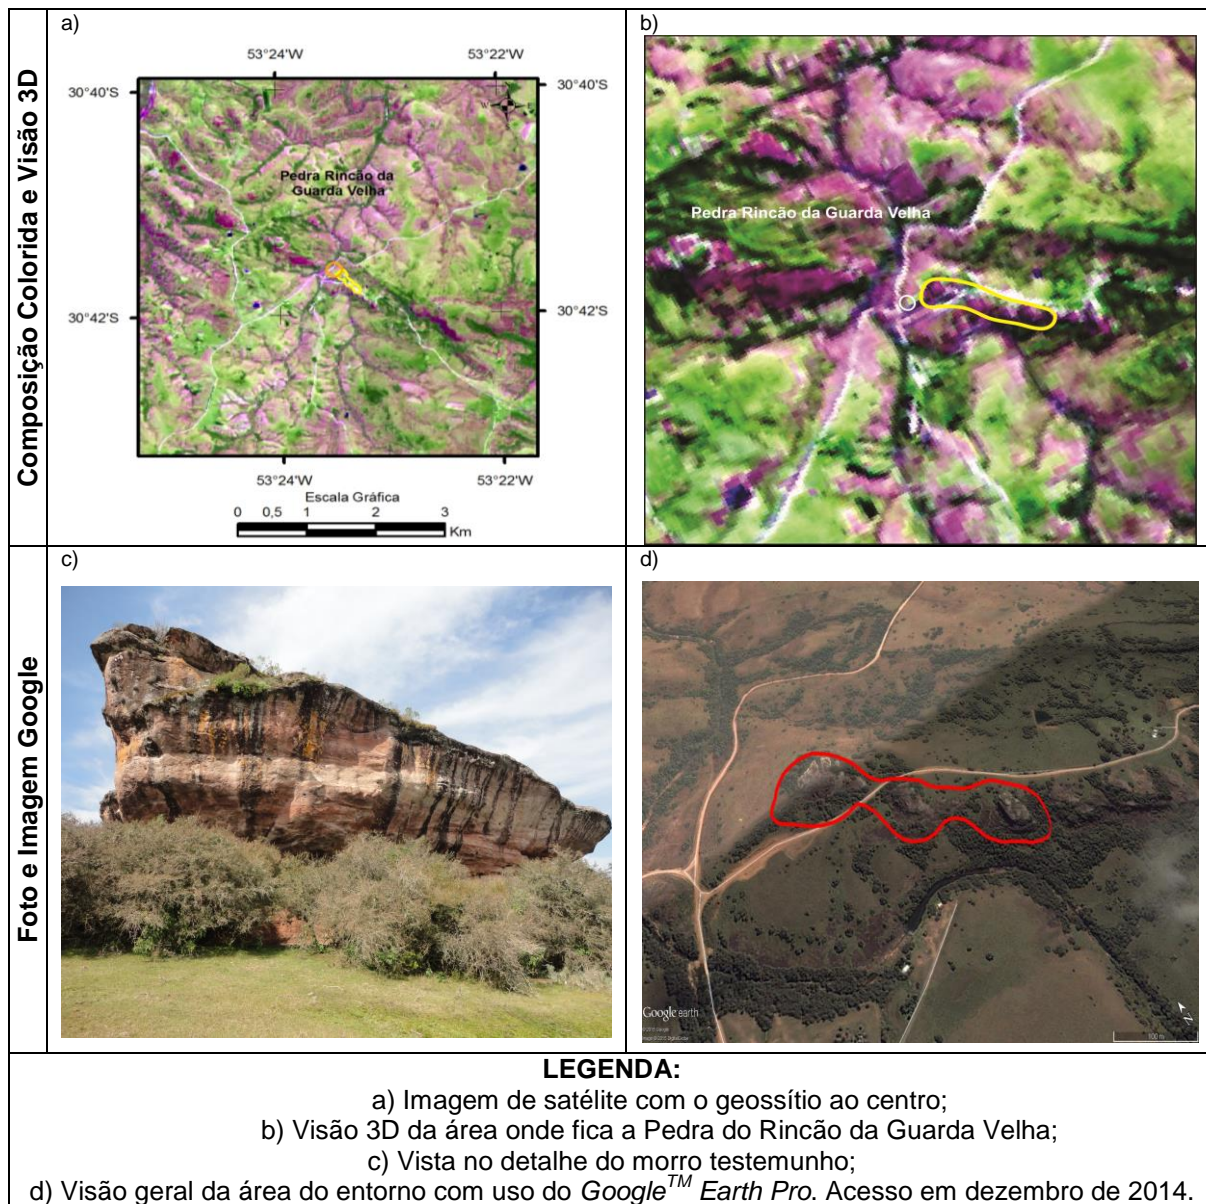 Composição Colorida e Visão 3D
a)
53°24'W
53°22'W
30°40'S
30°40'S
Pedra Rincão da
Guarda Velha
30°42'S
30°42'S
53°24'W
53°22'W
Escala Gráfica
0 0,5 1 2 3
Km
b)
Pedra Rincão da Guarda Velha
Foto e Imagem Google
c)
d)
Google earth
100 m
LEGENDA:
a) Imagem de satélite com o geossítio ao centro;
b) Visão 3D da área onde fica a Pedra do Rincão da Guarda Velha;
c) Vista no detalhe do morro testemunho;
d) Visão geral da área do entorno com uso do Google™ Earth Pro. Acesso em dezembro de 2014.